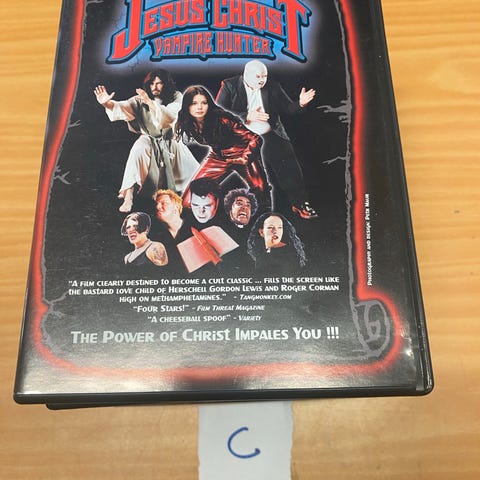 JESUS CHRIST
VAMPIRE HUNTER
"A FILM CLEARLY DESTINED TO BECOME A CULT CLASSIC ... FILLS THE SCREEN LIKE
THE BASTARD LOVE CHILD OF HERSCHELL GORDON LEWIS AND ROGER CORMAN
HIGH ON METHAMPHETAMINES." - TANGMONKEY.COM
"FOUR STARS!" - FILM THREAT MAGAZINE
"A CHEESEBALL SPOOF" - VARIETY
THE POWER OF CHRIST IMPALES YOU !!!
PHOTOGRAPHY AND DESIGN: PETR MAUR
C